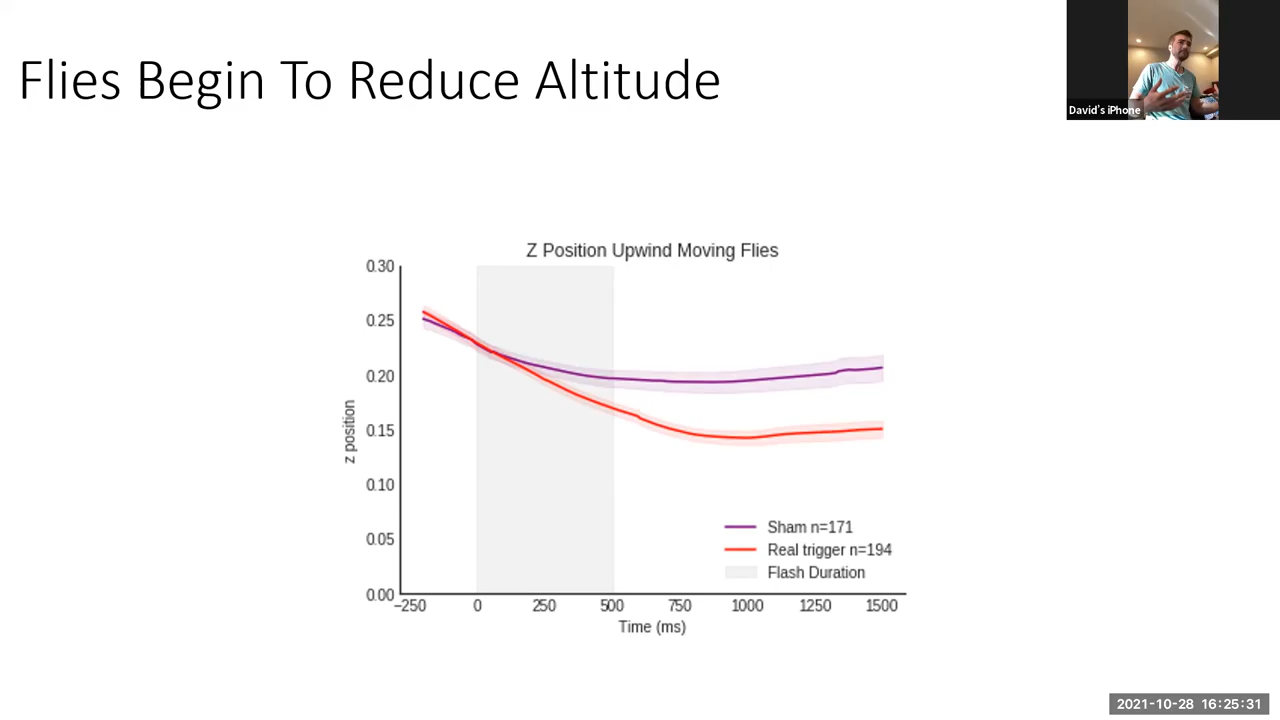 Flies Begin To Reduce Altitude
David's iPhone
Z Position Upwind Moving Flies
0.30
0.25
0.20
0.15
0.10
0.05
0.00
z position
−250 0 250 500 750 1000 1250 1500
Time (ms)
Sham n=171
Real trigger n=194
Flash Duration
2021-10-28 16:25:31